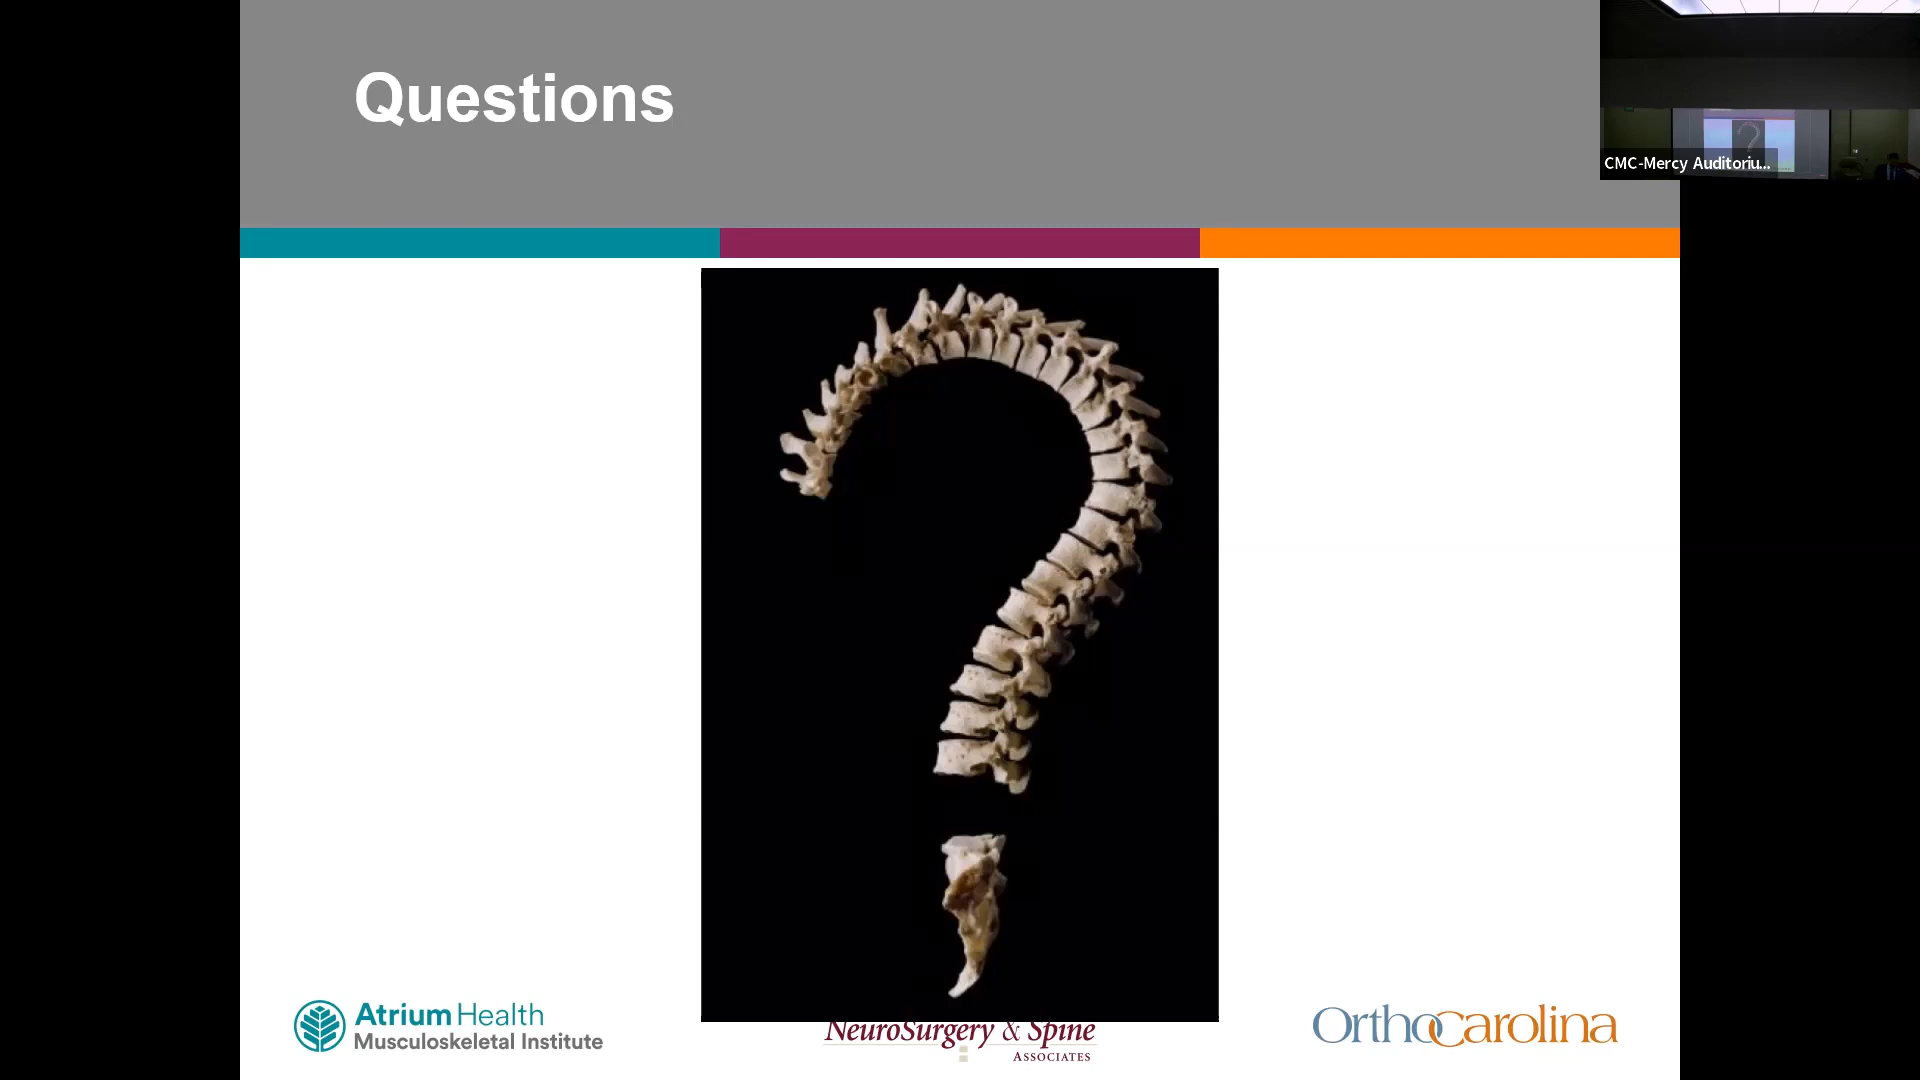 Questions
CMC-Mercy Auditoriu...
Atrium Health
Musculoskeletal Institute
NeuroSurgery & Spine
Associates
OrthoCarolina